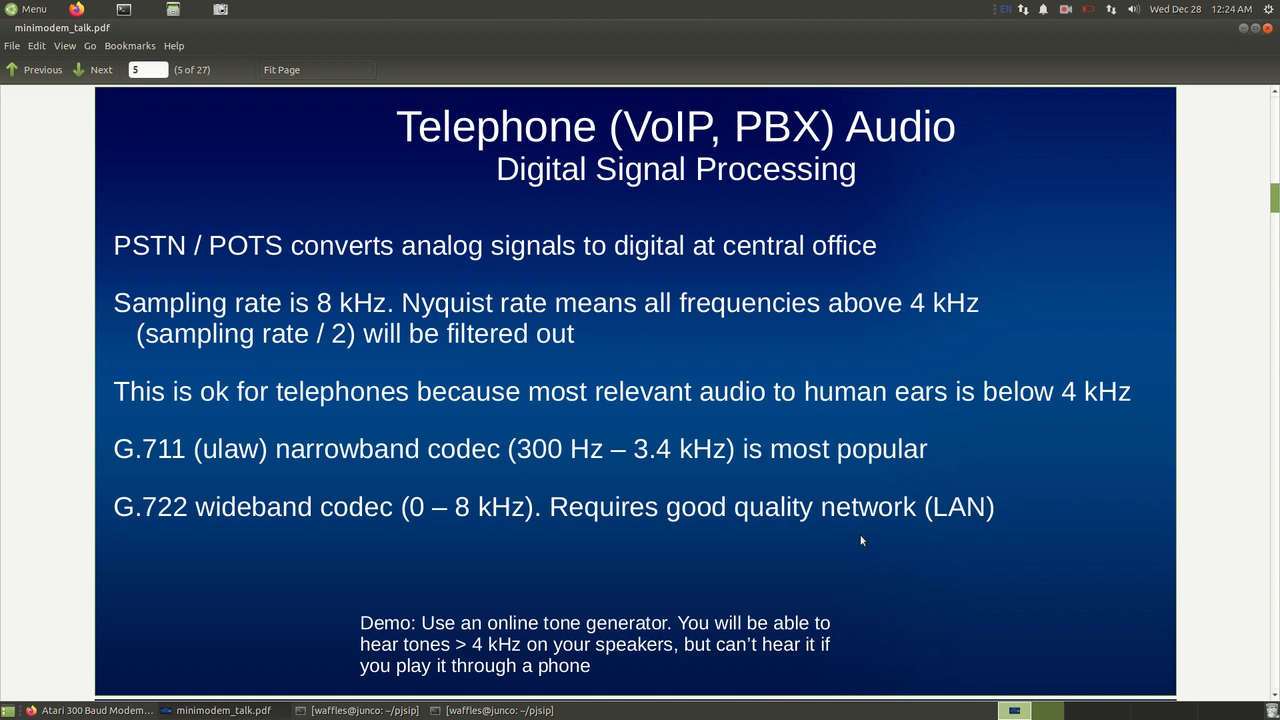 Menu
EN
Wed Dec 28
12:24 AM
minimodem_talk.pdf
File Edit View Go Bookmarks Help
Previous Next 5 (5 of 27) Fit Page
Telephone (VoIP, PBX) Audio
Digital Signal Processing
PSTN / POTS converts analog signals to digital at central office
Sampling rate is 8 kHz. Nyquist rate means all frequencies above 4 kHz
(sampling rate / 2) will be filtered out
This is ok for telephones because most relevant audio to human ears is below 4 kHz
G.711 (ulaw) narrowband codec (300 Hz – 3.4 kHz) is most popular
G.722 wideband codec (0 – 8 kHz). Requires good quality network (LAN)
Demo: Use an online tone generator. You will be able to
hear tones > 4 kHz on your speakers, but can’t hear it if
you play it through a phone
Atari 300 Baud Modem... minimodem_talk.pdf [waffles@junco: ~/pjsip] [waffles@junco: ~/pjsip]